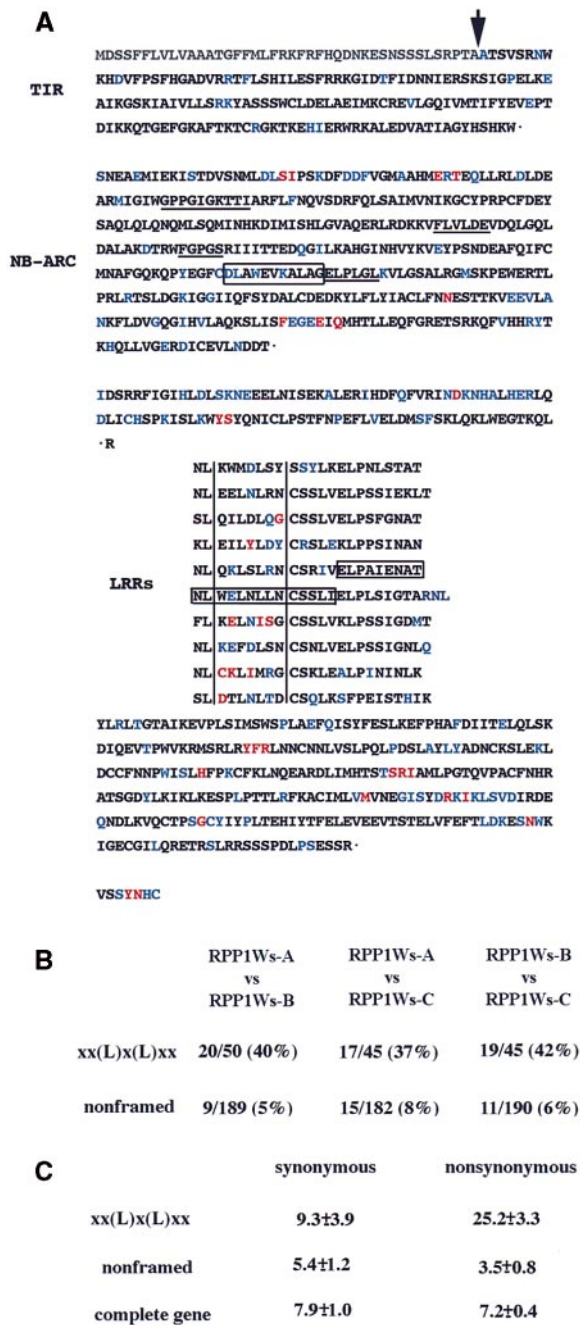 A
MDSSFFLVLVAAATGFFMLFRKFRFHQDNKESNSSSLSRPTAATSVSRNW
TIR
KHDVFPSFHGADVRRTFLSHILESFRRKGIDTFIDNNIERSKSIGPELKE
AIKGSKIAIVLLSRKYASSSWCLDELAEIMKCREVLGQIVMTIFYEVEPT
DIKKQTGEFGKAFTKTCRGKTKEHIERWRKALEDVATIAGYHSHKW.
SNEAEMIEKISTDVSNMLDLSIPSKDFDDFVGMAAHMERTEQLLRLDLDE
ARMIGIWGPPGIGKTTIARFLFNQVSDRFQLSAIMVNIKGCYPRPCFDEY
SAQLQLQNQMLSQMINHKDIMISHLGVAQERLRDKKVFLVLDEVDQLGQL
DALAKDTRWFGPGSRIIITTEDQGILKAHGINHVYKVEYPSNDEAFQIFC
NB-ARC
MNAFGQKQPYEGFCDLAWEVKALAGELPLGLKVLGSALRGMSKPEWERTL
PRLRTSLDGKIGGIIQFSYDALCDEDKYLFLYIACLFNNESTTKVEEVLA
NKFLDVGQGIHVLAQKSLISFEGEEIQMHTLLEQFGRETSRKQFVHHRYT
KHQLLVGERDICEVLNDDT.
IDSRRFIGIHLDLSKNEEELNISEKALERIHDFQFVRINDKNHALHERLQ
DLICHSPKISLKWYSYQNICLPSTFNPEFLVELDMSFSKLQKLWEGTKQL
.R
NL KWMDLSY SSYLKELPNLSTAT
NL EELNLRN CSSLVELPSSIEKLT
SL QILDLQG CSSLVELPSFGNAT
KL EILYLDY CRSLEKLPPSINAN
NL QKLSLRN CSRIVELPAIENAT
LRRs
NL WELNLLN CSSLIELPLSIGTARNL
FL KELNISG CSSLVKLPSSIGDMT
NL KEFDLSN CSNLVELPSSIGNLQ
NL CKLIMRG CSKLEALPININLK
SL DTLNLTD CSQLKSFPEISTHIK
YLRLTGTAIKEVPLSIMSWSPLAEFQISYFESLKEFPHAFDIITELQLSK
DIQEVTPWVKRMSRLRYFRLNNCNNLVSLPQLPDSLAYLYADNCKSLEKL
DCCFNNPWISLHFPKCFKLNQEARDLIMHTSTSRIAMLPGTQVPACFNHR
ATSGDYLKIKLKESPLPTTLRFKACIMLVMVNEGISYDRKIKLSVDIRDE
QNDLKVQCTPSGCYIYPLTEHIYTFELEVEEVTSTELVFEFTLDKESNWK
IGECGILQRETRSLRRSSSPDLPSESSR.
VSSYNHC
B
RPP1Ws-A RPP1Ws-A RPP1Ws-B
vs vs vs
RPP1Ws-B RPP1Ws-C RPP1Ws-C
xx(L)x(L)xx 20/50 (40%) 17/45 (37%) 19/45 (42%)
nonframed 9/189 (5%) 15/182 (8%) 11/190 (6%)
C
synonymous nonsynonymous
xx(L)x(L)xx 9.3±3.9 25.2±3.3
nonframed 5.4±1.2 3.5±0.8
complete gene 7.9±1.0 7.2±0.4